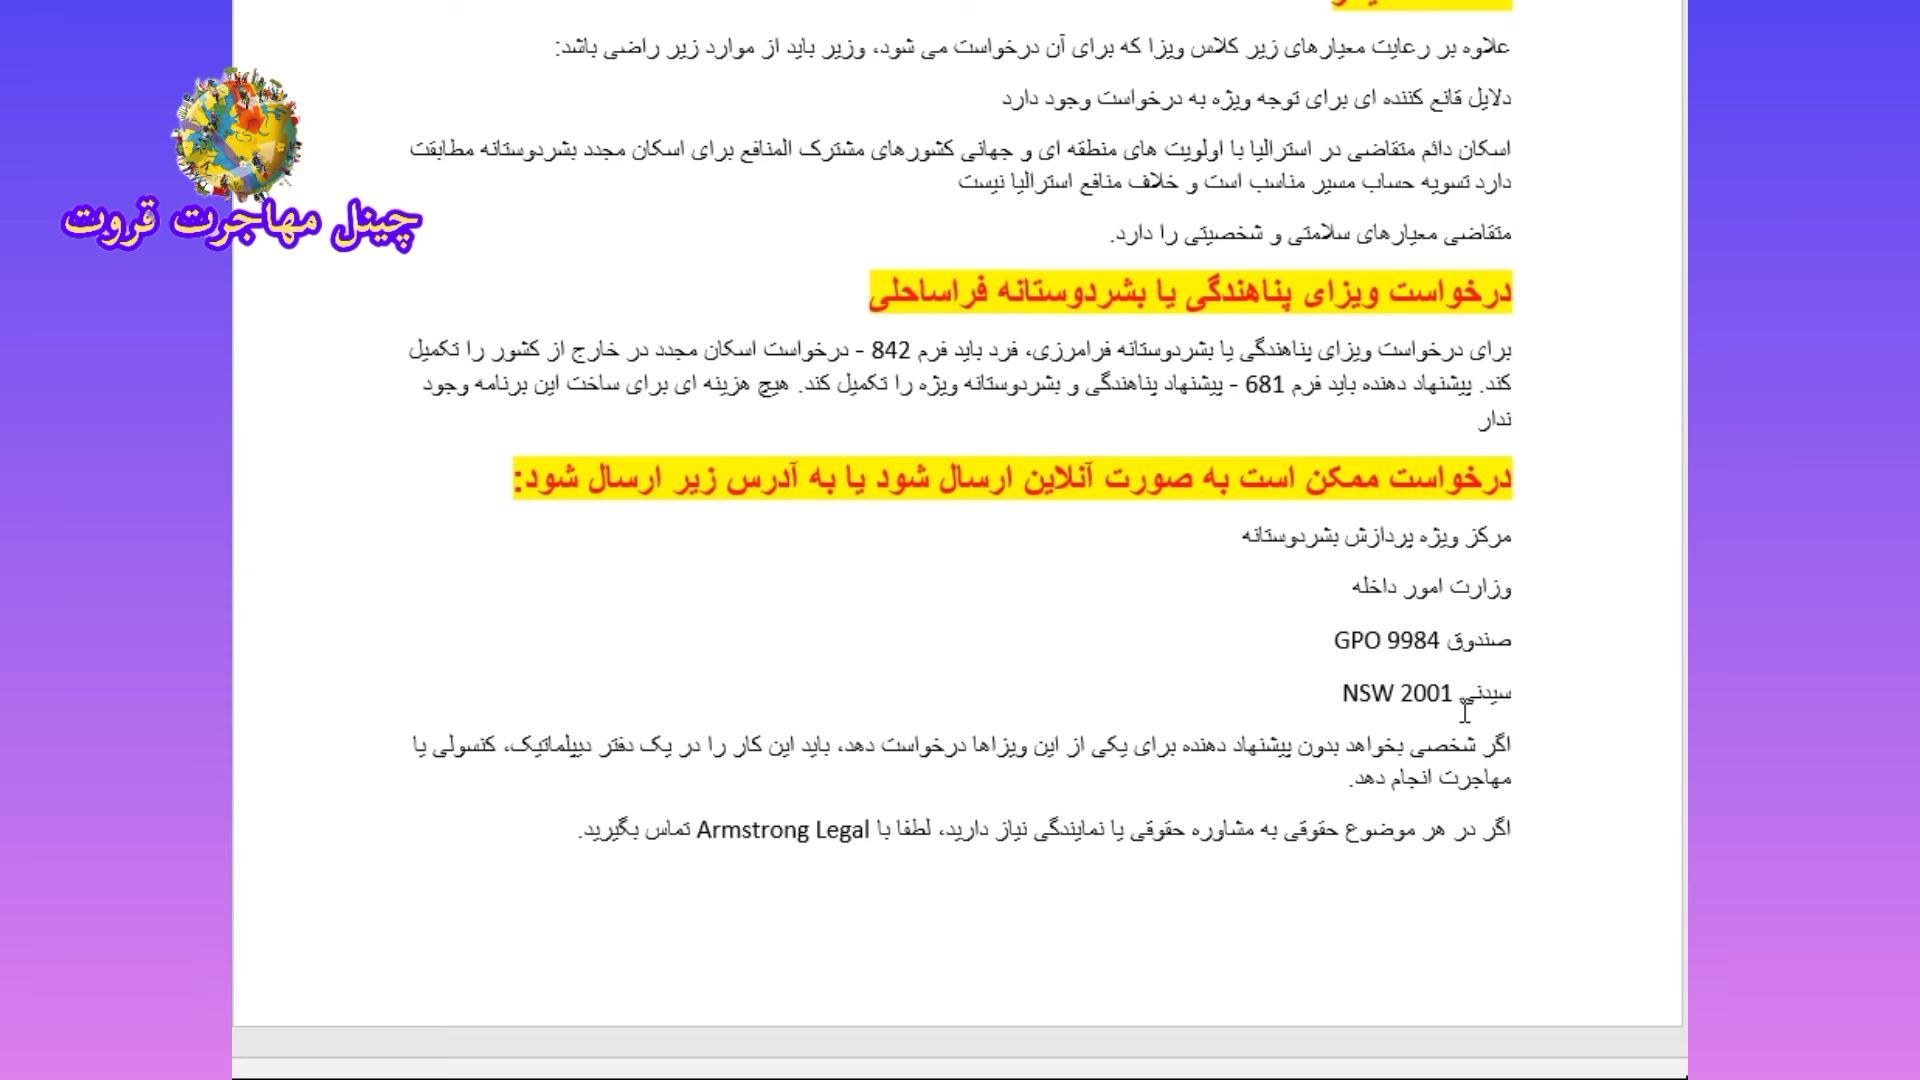 علاوه بر رعایت معیارهای زیر کلاس ویزا که برای آن درخواست می شود، وزیر باید از موارد زیر راضی باشد:
دلایل قانع کننده ای برای توجه ویژه به درخواست وجود دارد
اسکان دائم متقاضی در استرالیا با اولویت های منطقه ای و جهانی کشورهای مشترک المنافع برای اسکان مجدد بشردوستانه مطابقت
دارد تسویه حساب مسیر مناسب است و خلاف منافع استرالیا نیست
چینل مهاجرت قروت
متقاضی معیارهای سلامتی و شخصیتی را دارد.
درخواست ویزای پناهندگی یا بشردوستانه فراساحلی
برای درخواست ویزای پناهندگی یا بشردوستانه فرامرزی، فرد باید فرم 842 - درخواست اسکان مجدد در خارج از کشور را تکمیل
کند. پیشنهاد دهنده باید فرم 681 - پیشنهاد پناهندگی و بشردوستانه ویژه را تکمیل کند. هیچ هزینه ای برای ساخت این برنامه وجود
ندار
درخواست ممکن است به صورت آنلاین ارسال شود یا به آدرس زیر ارسال شود:
مرکز ویژه پردازش بشردوستانه
وزارت امور داخله
صندوق GPO 9984
سیدنی NSW 2001
اگر شخصی بخواهد بدون پیشنهاد دهنده برای یکی از این ویزاها درخواست دهد، باید این کار را در یک دفتر دیپلماتیک، کنسولی یا
مهاجرت انجام دهد.
اگر در هر موضوع حقوقی به مشاوره حقوقی یا نمایندگی نیاز دارید، لطفا با Armstrong Legal تماس بگیرید.